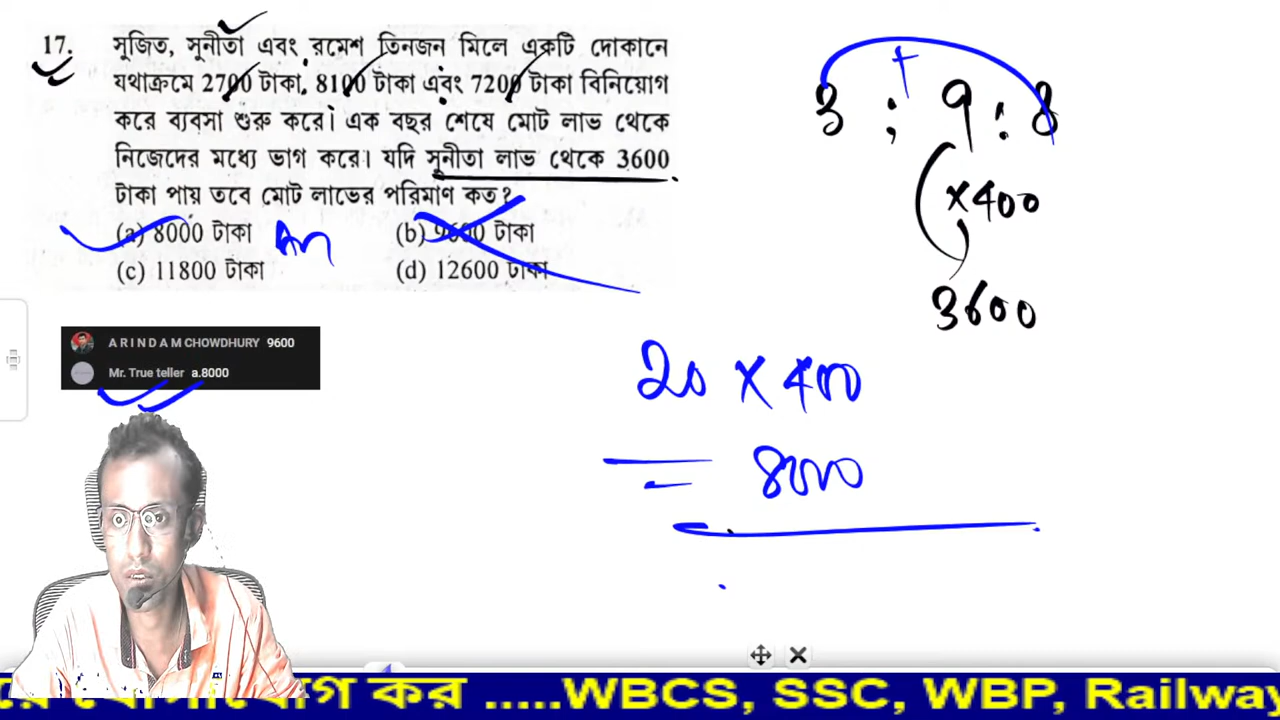 17. সুজিত, সুনীতা এবং রমেশ তিনজন মিলে একটি দোকানে
যথাক্রমে 2700 টাকা, 8100 টাকা এবং 7200 টাকা বিনিয়োগ
করে ব্যবসা শুরু করে। এক বছর শেষে মোট লাভ থেকে
নিজেদের মধ্যে ভাগ করে। যদি সুনীতা লাভ থেকে 3600
টাকা পায় তবে মোট লাভের পরিমাণ কত?
(a) 8000 টাকা An (b) 9600 টাকা
(c) 11800 টাকা (d) 12600 টাকা
3 : 9 : 8
+
×400
3600
20 × 400
= 8000
A R I N D A M CHOWDHURY 9600
Mr. True teller a.8000
যোগাযোগ কর .....WBCS, SSC, WBP, Railway